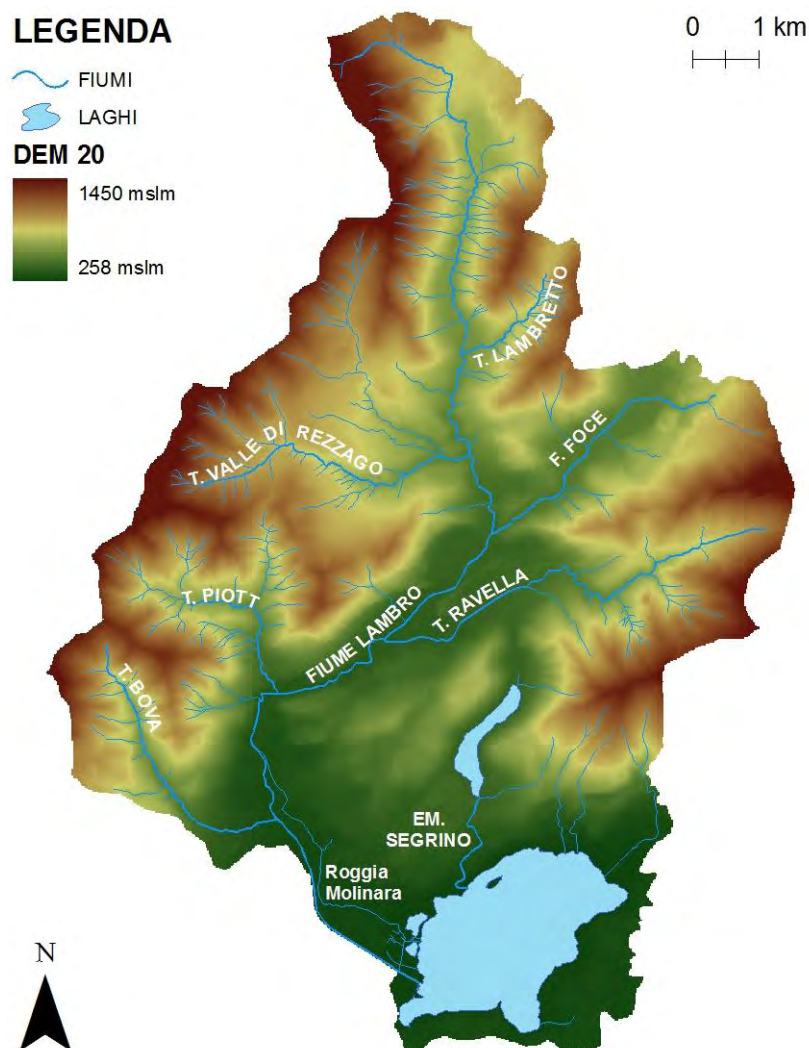 LEGENDA
0 1 km
FIUMI
LAGHI
DEM 20
1450 mslm
258 mslm
T. LAMBRETTO
F. FOCE
T. VALLE DI REZZAGO
T. PIOTT
FIUME LAMBRO
T. RAVELLA
T. BOVA
EM.
SEGRINO
Roggia
Molinara
N